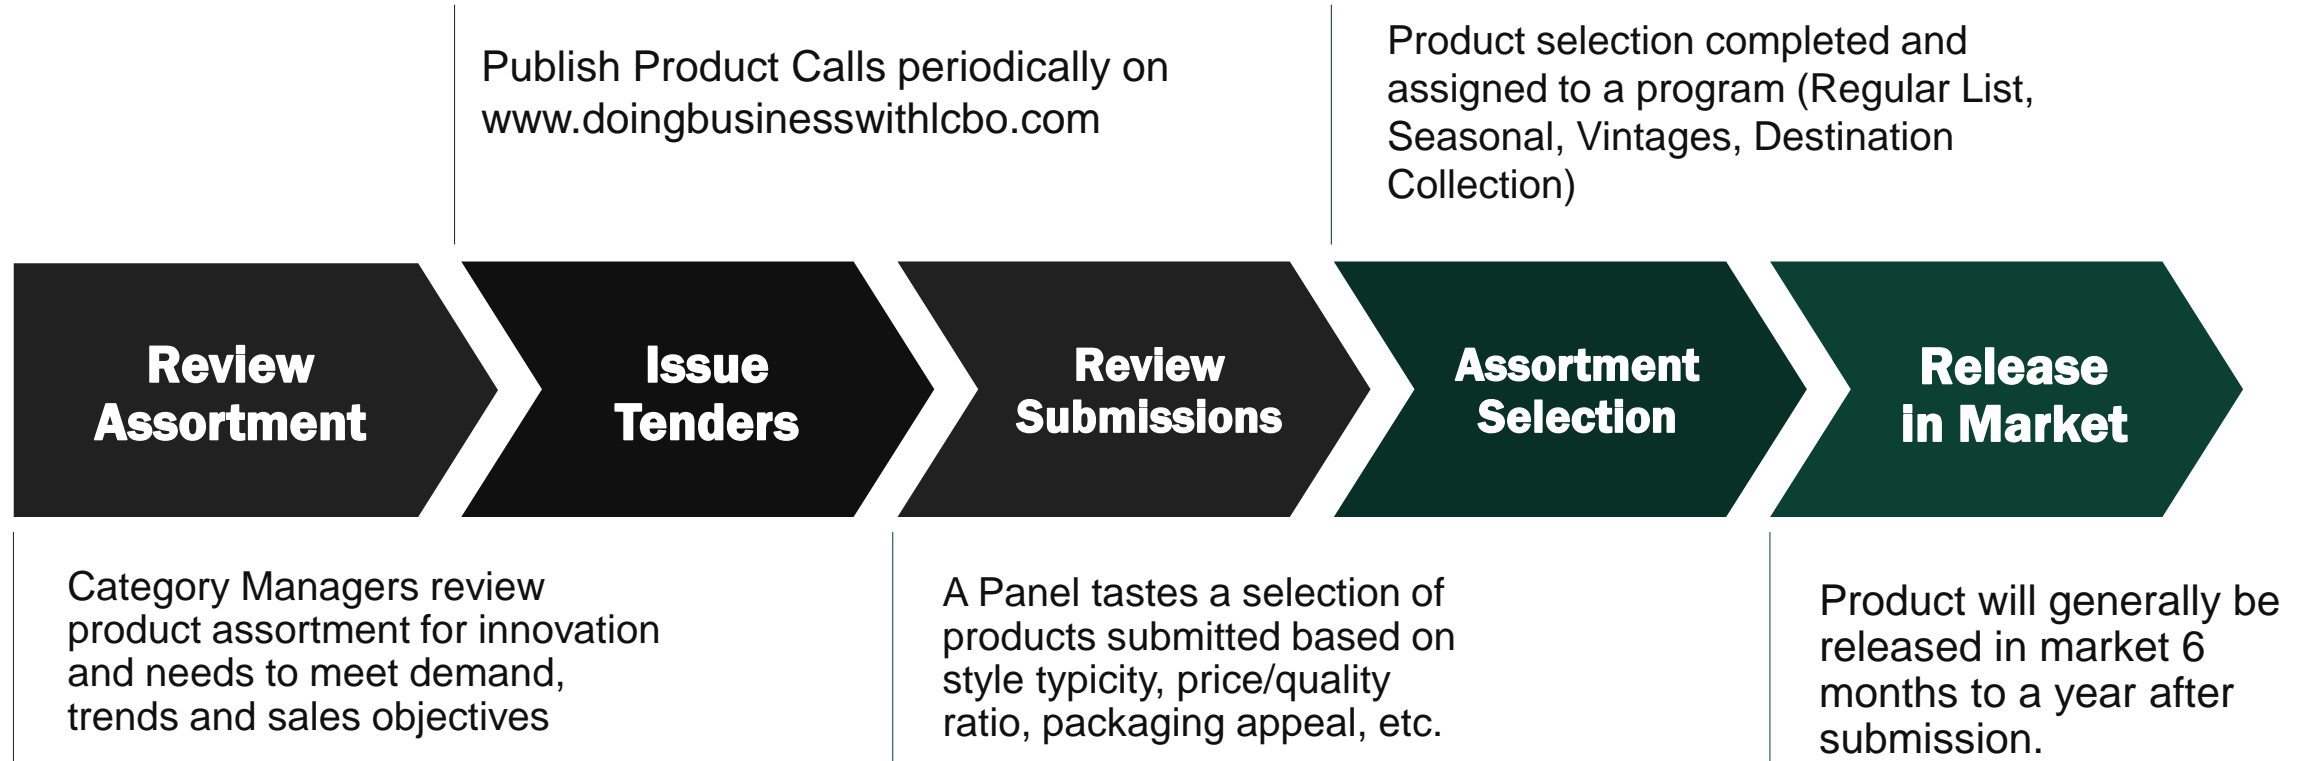 Publish Product Calls periodically on
www.doingbusinesswithlcbo.com
Product selection completed and
assigned to a program (Regular List,
Seasonal, Vintages, Destination
Collection)
Review
Assortment
Issue
Tenders
Review
Submissions
Assortment
Selection
Release
in Market
Category Managers review
product assortment for innovation
and needs to meet demand,
trends and sales objectives
A Panel tastes a selection of
products submitted based on
style typicity, price/quality
ratio, packaging appeal, etc.
Product will generally be
released in market 6
months to a year after
submission.